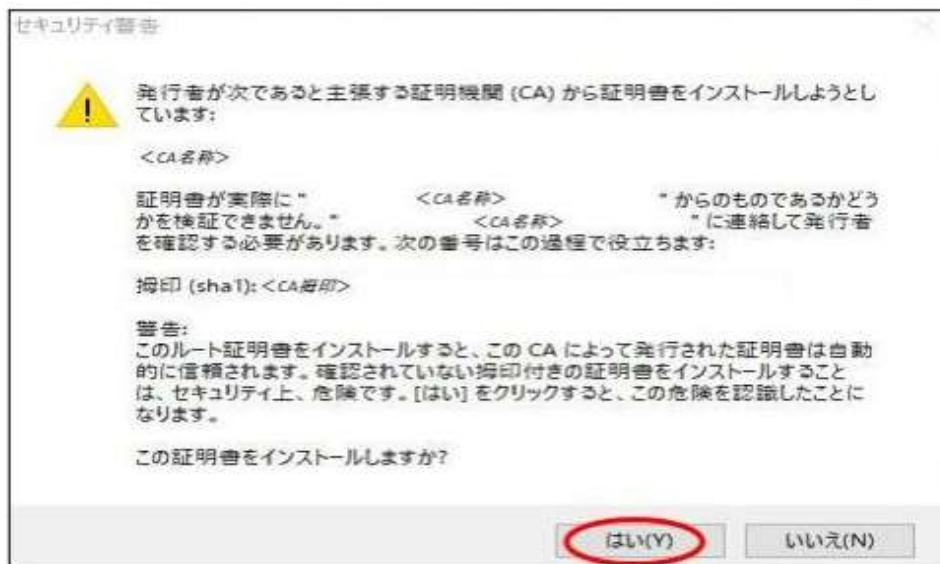 セキュリティ警告
発行者が次であると主張する証明機関 (CA) から証明書をインストールしようとし
ています:
<CA名称>
証明書が実際に " <CA名称> " からのものであるかどう
かを検証できません。" <CA名称> " に連絡して発行者
を確認する必要があります。次の番号はこの過程で役立ちます:
拇印 (sha1): <CA拇印>
警告:
このルート証明書をインストールすると、この CA によって発行された証明書は自動
的に信頼されます。確認されていない拇印付きの証明書をインストールすること
は、セキュリティ上、危険です。[はい] をクリックすると、この危険を認識したことに
なります。
この証明書をインストールしますか?
はい(Y) いいえ(N)